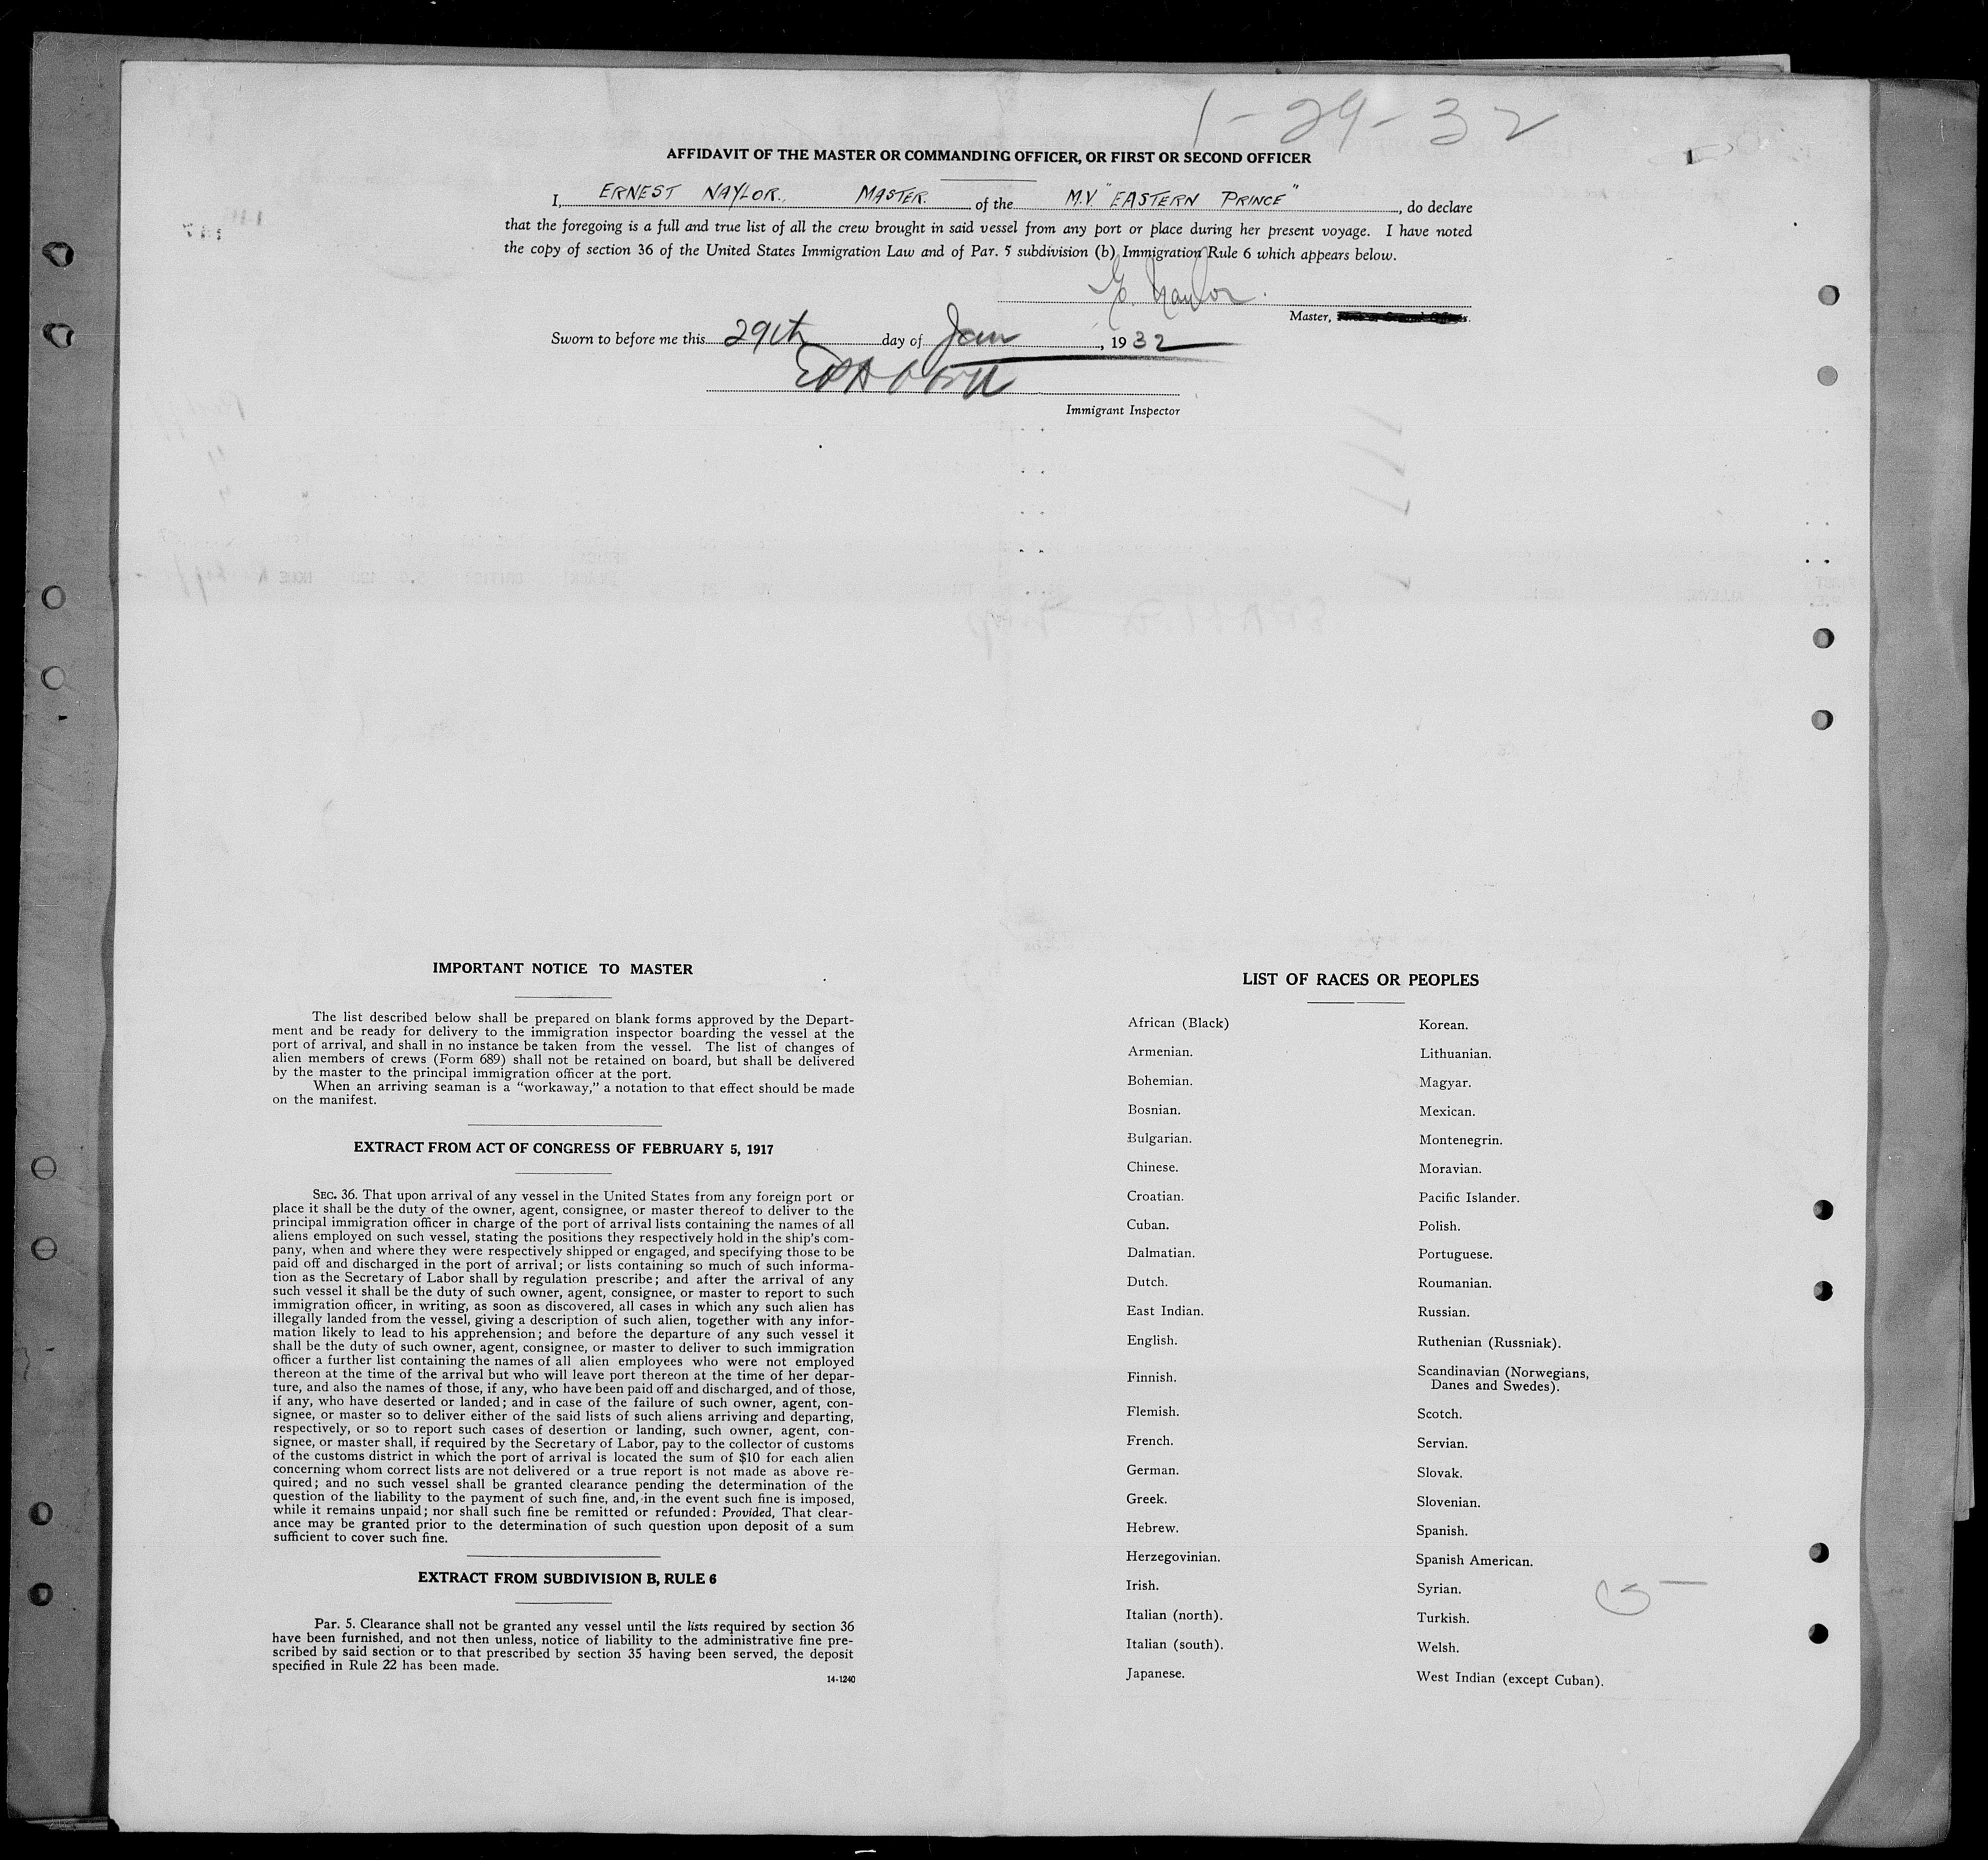 1-29-32
AFFIDAVIT OF THE MASTER OR COMMANDING OFFICER, OR FIRST OR SECOND OFFICER
I, ERNEST NAYLOR. MASTER. of the M.V. "EASTERN PRINCE", do declare
that the foregoing is a full and true list of all the crew brought in said vessel from any port or place during her present voyage. I have noted
the copy of section 36 of the United States Immigration Law and of Par. 5 subdivision (b) Immigration Rule 6 which appears below.
E. Naylor.
Master,
Sworn to before me this 29th day of Jan, 1932
Immigrant Inspector
IMPORTANT NOTICE TO MASTER
The list described below shall be prepared on blank forms approved by the Depart-
ment and be ready for delivery to the immigration inspector boarding the vessel at the
port of arrival, and shall in no instance be taken from the vessel. The list of changes of
alien members of crews (Form 689) shall not be retained on board, but shall be delivered
by the master to the principal immigration officer at the port.
When an arriving seaman is a "workaway," a notation to that effect should be made
on the manifest.
EXTRACT FROM ACT OF CONGRESS OF FEBRUARY 5, 1917
SEC. 36. That upon arrival of any vessel in the United States from any foreign port or
place it shall be the duty of the owner, agent, consignee, or master thereof to deliver to the
principal immigration officer in charge of the port of arrival lists containing the names of all
aliens employed on such vessel, stating the positions they respectively hold in the ship's com-
pany, when and where they were respectively shipped or engaged, and specifying those to be
paid off and discharged in the port of arrival; or lists containing so much of such informa-
tion as the Secretary of Labor shall by regulation prescribe; and after the arrival of any
such vessel it shall be the duty of such owner, agent, consignee, or master to report to such
immigration officer, in writing, as soon as discovered, all cases in which any such alien has
illegally landed from the vessel, giving a description of such alien, together with any infor-
mation likely to lead to his apprehension; and before the departure of any such vessel it
shall be the duty of such owner, agent, consignee, or master to deliver to such immigration
officer a further list containing the names of all alien employees who were not employed
thereon at the time of the arrival but who will leave port thereon at the time of her depar-
ture, and also the names of those, if any, who have been paid off and discharged, and of those,
if any, who have deserted or landed; and in case of the failure of such owner, agent, con-
signee, or master so to deliver either of the said lists of such aliens arriving and departing,
respectively, or so to report such cases of desertion or landing, such owner, agent, con-
signee, or master shall, if required by the Secretary of Labor, pay to the collector of customs
of the customs district in which the port of arrival is located the sum of $10 for each alien
concerning whom correct lists are not delivered or a true report is not made as above re-
quired; and no such vessel shall be granted clearance pending the determination of the
question of the liability to the payment of such fine, and, in the event such fine is imposed,
while it remains unpaid; nor shall such fine be remitted or refunded: Provided, That clear-
ance may be granted prior to the determination of such question upon deposit of a sum
sufficient to cover such fine.
EXTRACT FROM SUBDIVISION B, RULE 6
Par. 5. Clearance shall not be granted any vessel until the lists required by section 36
have been furnished, and not then unless, notice of liability to the administrative fine pre-
scribed by said section or to that prescribed by section 35 having been served, the deposit
specified in Rule 22 has been made.
14-1240
LIST OF RACES OR PEOPLES
African (Black)
Armenian.
Bohemian.
Bosnian.
Bulgarian.
Chinese.
Croatian.
Cuban.
Dalmatian.
Dutch.
East Indian.
English.
Finnish.
Flemish.
French.
German.
Greek.
Hebrew.
Herzegovinian.
Irish.
Italian (north).
Italian (south).
Japanese.
Korean.
Lithuanian.
Magyar.
Mexican.
Montenegrin.
Moravian.
Pacific Islander.
Polish.
Portuguese.
Roumanian.
Russian.
Ruthenian (Russniak).
Scandinavian (Norwegians,
Danes and Swedes).
Scotch.
Servian.
Slovak.
Slovenian.
Spanish.
Spanish American.
Syrian.
Turkish.
Welsh.
West Indian (except Cuban).